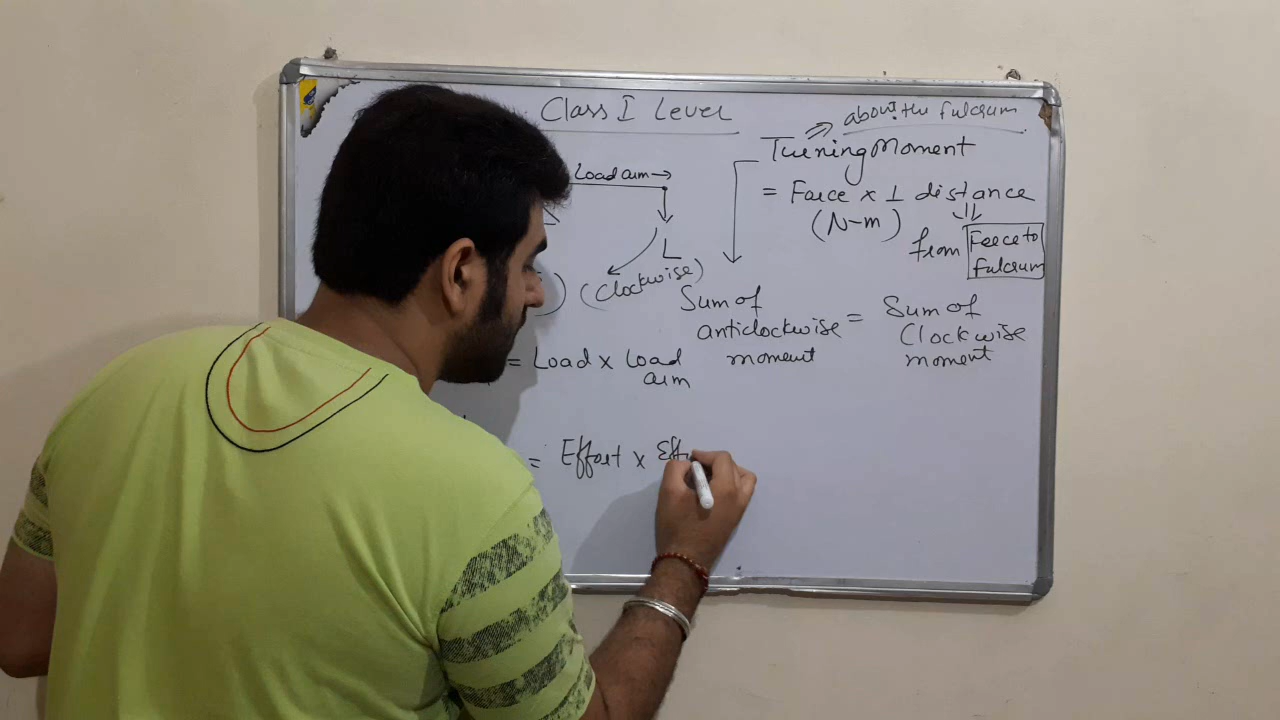 Class I Lever
about the fulcrum
Turning Moment
= Force x ⊥ distance
(N-m)
from Force to
fulcrum
Load arm →
L
(Clockwise)
Sum of
anticlockwise
moment
=
Sum of
Clockwise
moment
= Load x Load
arm
= Effort x Eff